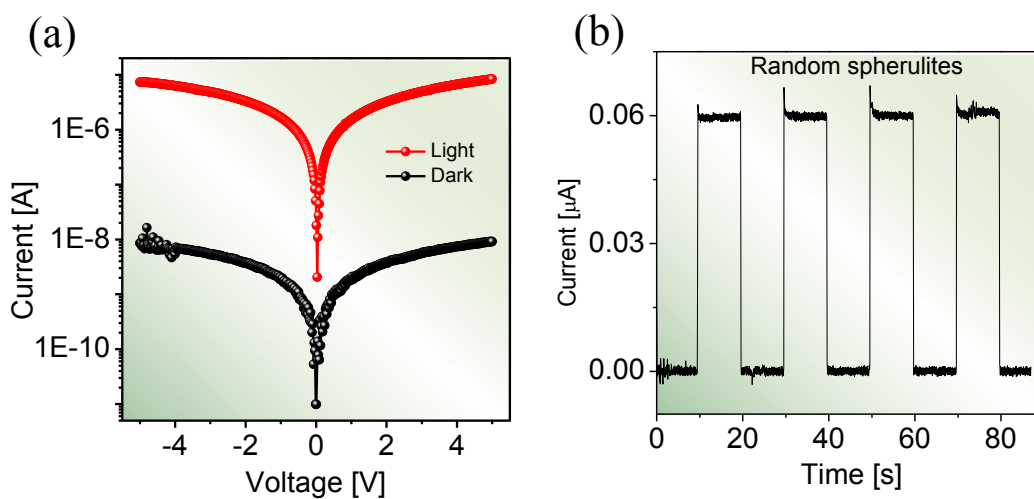 (a)
Current [A]
1E-6
1E-8
1E-10
Light
Dark
-4
-2
0
2
4
Voltage [V]
(b)
Random spherulites
Current [µA]
0.06
0.03
0.00
0
20
40
60
80
Time [s]